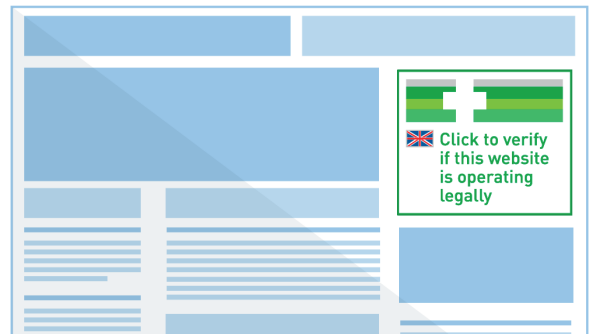 Click to verify
if this website
is operating
legally